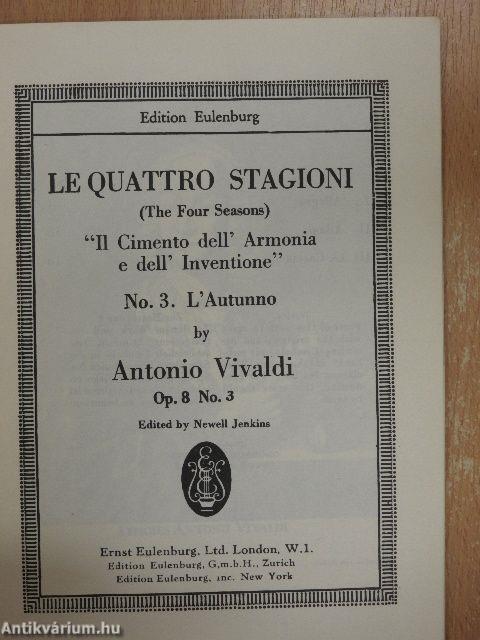 Edition Eulenburg
LE QUATTRO STAGIONI
(The Four Seasons)
"Il Cimento dell' Armonia
e dell' Inventione"
No. 3. L'Autunno
by
Antonio Vivaldi
Op. 8 No. 3
Edited by Newell Jenkins
Ernst Eulenburg, Ltd. London, W.1.
Edition Eulenburg, G.m.b.H., Zurich
Edition Eulenburg, inc. New York
Antikvárium.hu